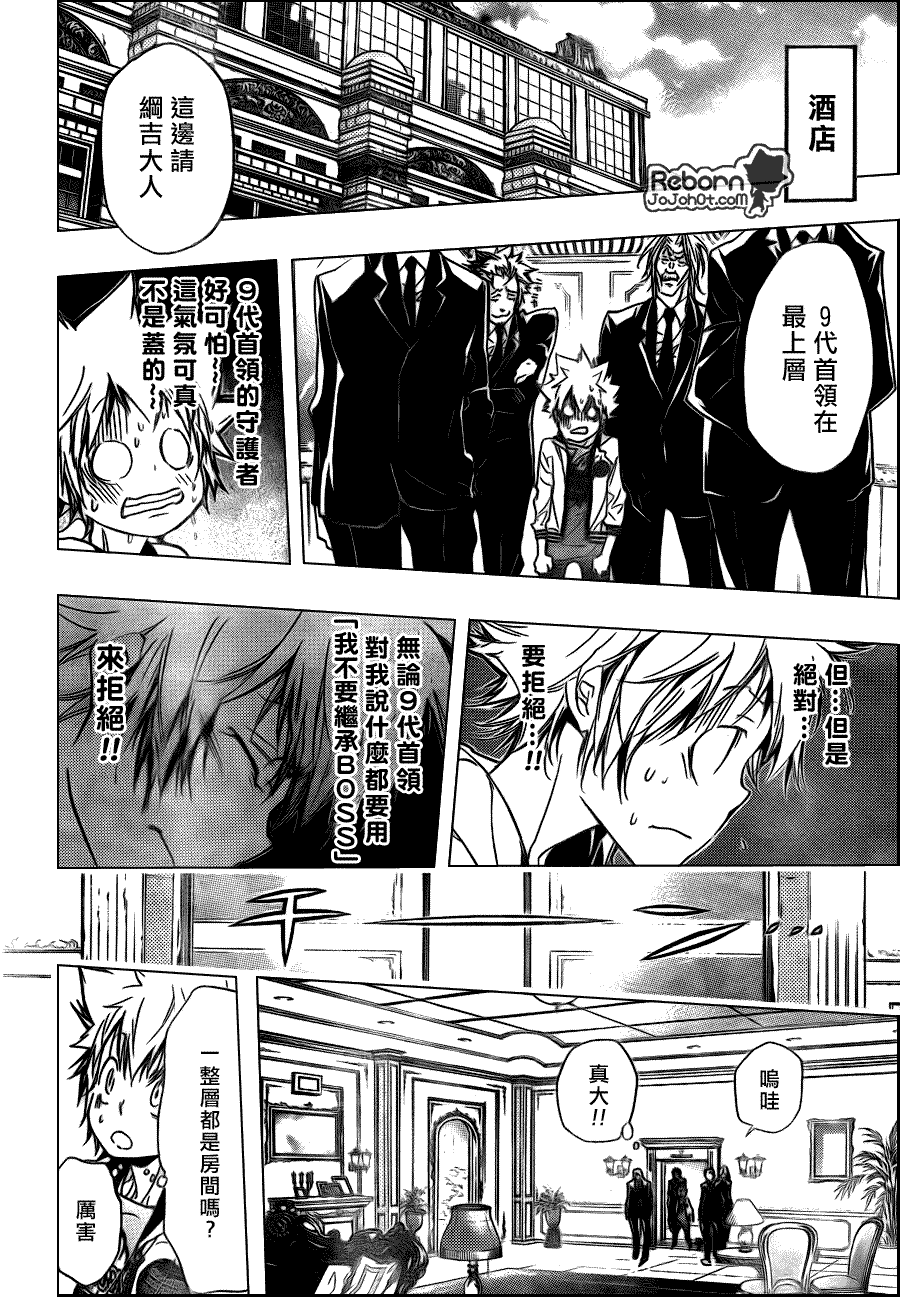 酒店
Reborn
JoJoHot.com
這邊請
綱吉大人
9代首領在
最上層
9代首領的守護者
好可怕~
這氣氛可真
不是蓋的~
但…但是
絕對…
要拒絕…!!
無論9代首領
對我說什麼都要用
「我不要繼承BOSS」
來拒絕!!
チーン…
嗚哇
真大!!
一整層都是房間嗎?
厲害